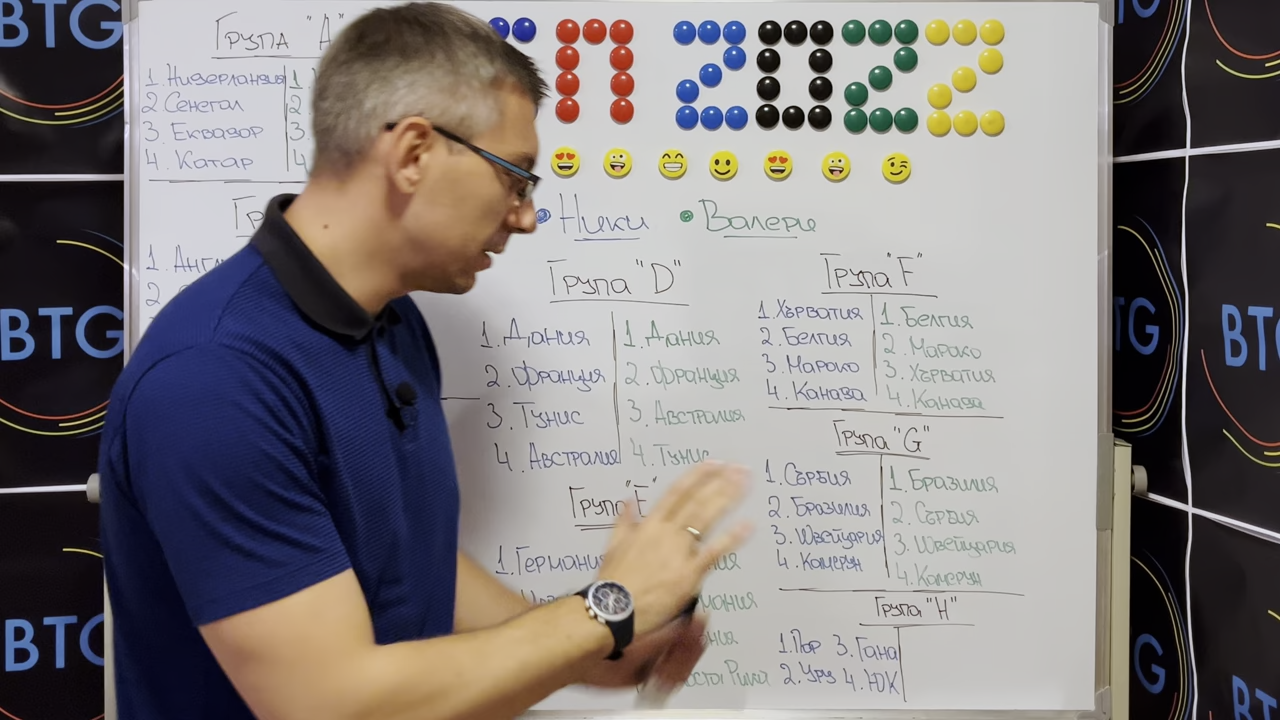 BTG
BTG
BTG
BTG
BTG
BTG
П 2022
Група "А
1. Нидерландия
2 Сенегал
3. Еквадор
4. Катар
Ники
Валери
1. Англ
2
Група "D"
1. Дания
2. Франция
3. Тунис
4. Австралия
1. Дания
2. Франция
3. Австралия
4. Тунис
Група "E"
1. Германия
Група "F"
1. Хърватия
2. Белгия
3. Мароко
4. Канада
1. Белгия
2. Мароко
3. Хърватия
4. Канада
Група "G"
1. Сърбия
2. Бразилия
3. Швейцария
4. Камерун
1. Бразилия
2. Сърбия
3. Швейцария
4. Камерун
Група "H"
1. Пор 3. Гана
2. Уру 4. ЮК